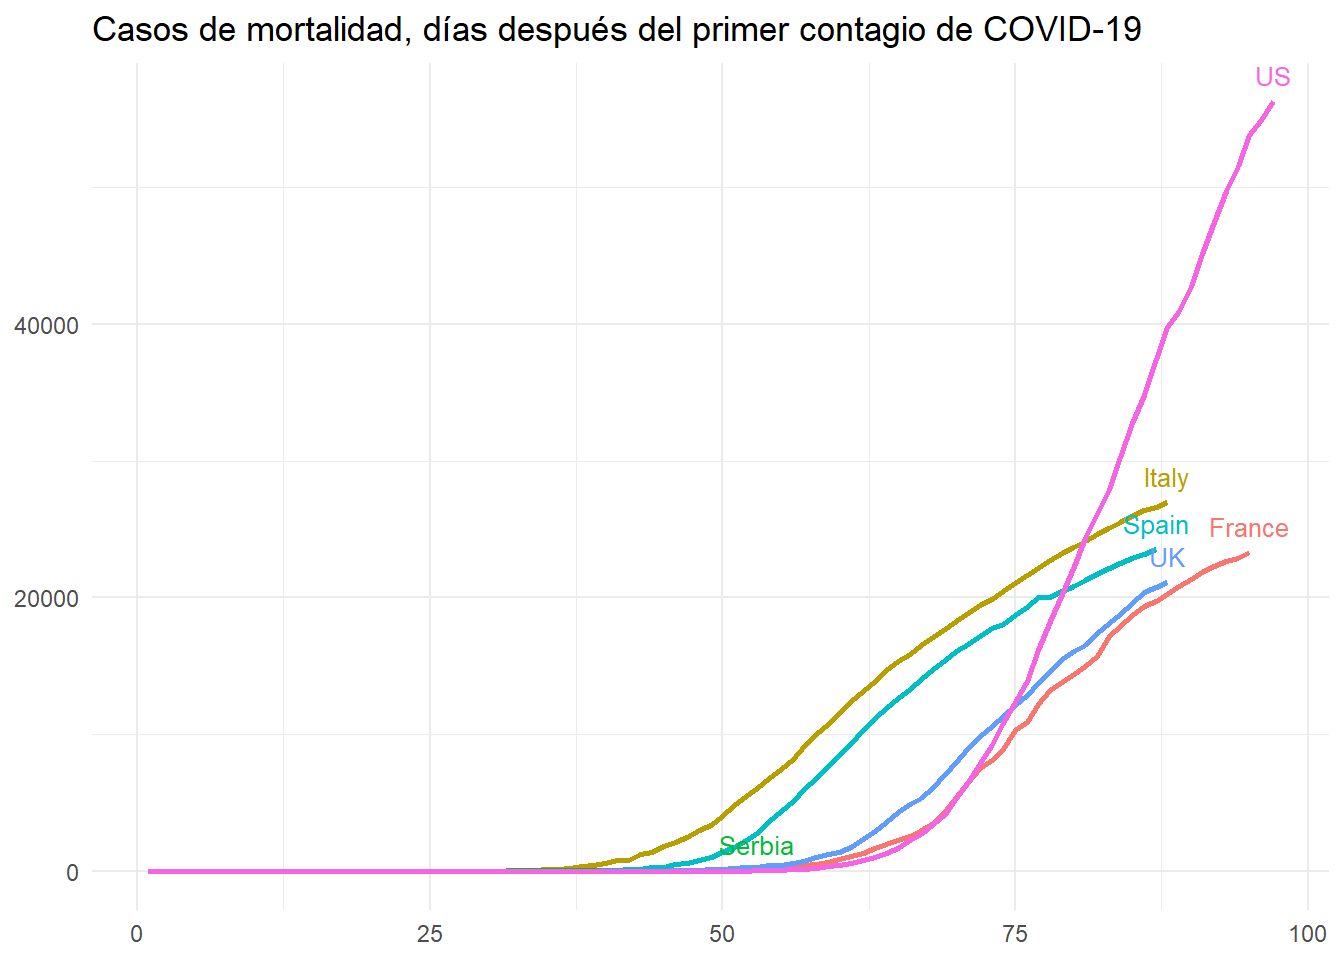 Casos de mortalidad, días después del primer contagio de COVID-19
US
40000
Italy
Spain
France
UK
20000
Serbia
0
0 25 50 75 100